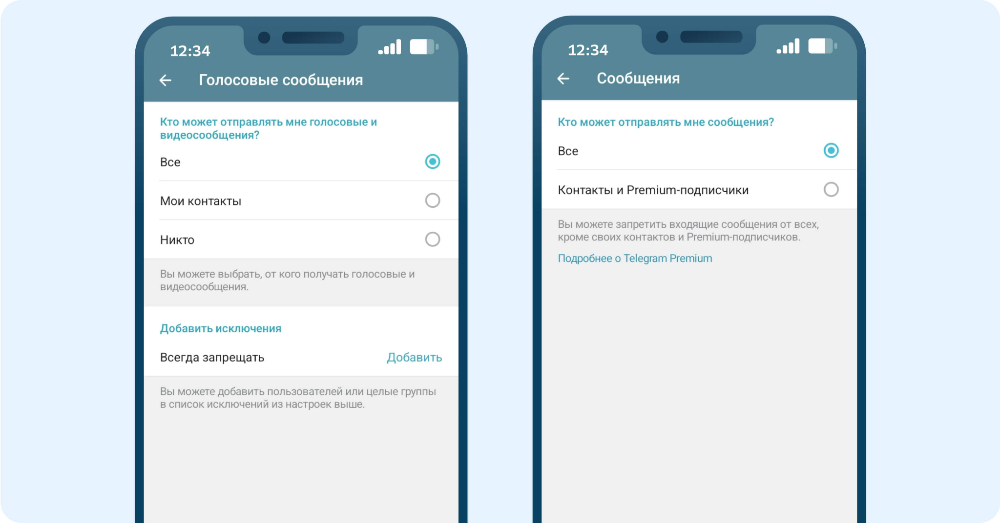 12:34
Голосовые сообщения
Кто может отправлять мне голосовые и
видеосообщения?
Все
Мои контакты
Никто
Вы можете выбрать, от кого получать голосовые и
видеосообщения.
Добавить исключения
Всегда запрещать Добавить
Вы можете добавить пользователей или целые группы
в список исключений из настроек выше.
12:34
Сообщения
Кто может отправлять мне сообщения?
Все
Контакты и Premium-подписчики
Вы можете запретить входящие сообщения от всех,
кроме своих контактов и Premium-подписчиков.
Подробнее о Telegram Premium